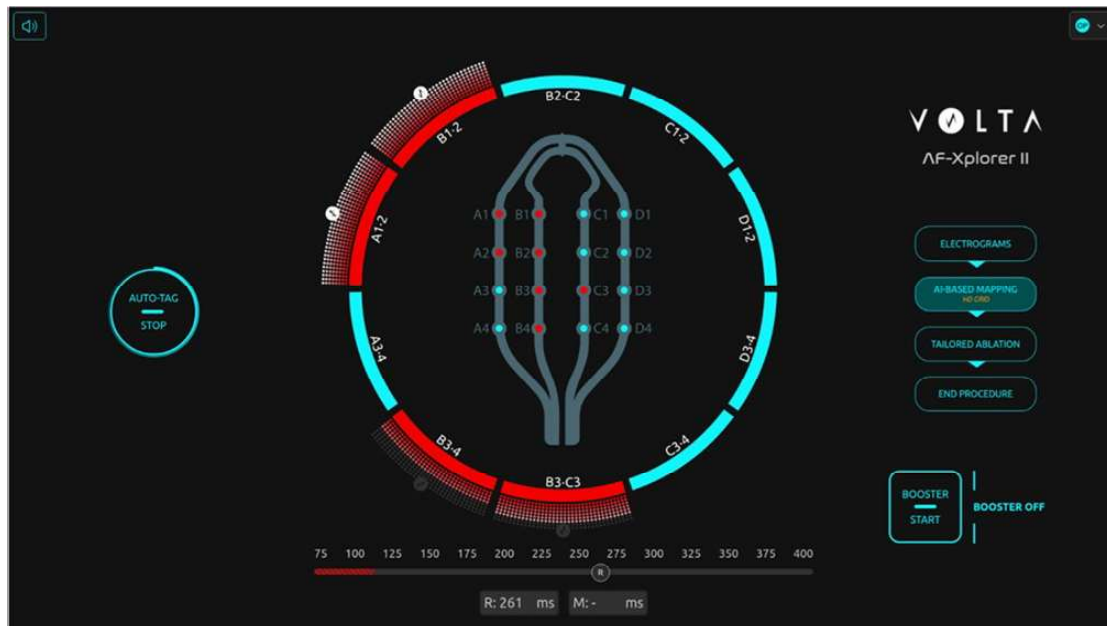 OP
VOLTA
AF-Xplorer II
B2-C2
B1-2
C1-2
A1-2
D1-2
A1 B1 C1 D1
A2 B2 C2 D2
A3 B3 C3 D3
A4 B4 C4 D4
A3-4
D3-4
B3-4
C3-4
B3-C3
AUTO-TAG
STOP
ELECTROGRAMS
AI-BASED MAPPING
HD GRID
TAILORED ABLATION
END PROCEDURE
BOOSTER
START
BOOSTER OFF
75 100 125 150 175 200 225 250 275 300 325 350 375 400
R
R: 261 ms M: - ms